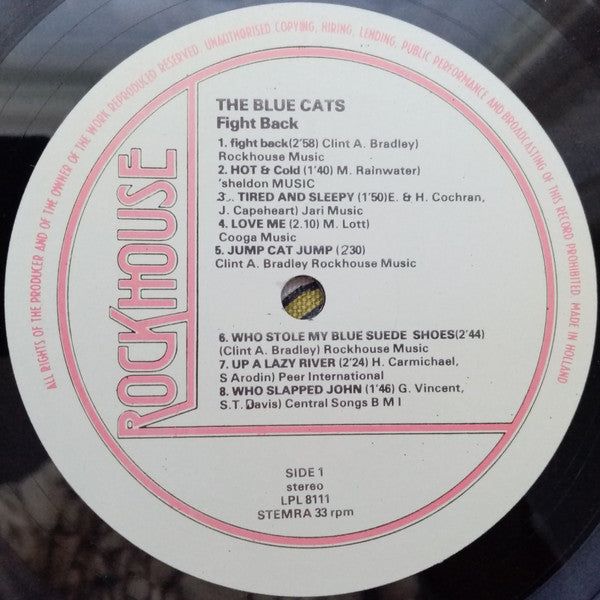 ALL RIGHTS OF THE PRODUCER AND OF THE OWNER OF THE WORK REPRODUCED RESERVED. UNAUTHORISED COPYING, HIRING, LENDING, PUBLIC PERFORMANCE AND BROADCASTING OF THIS RECORD PROHIBITED. MADE IN HOLLAND
ROCKHOUSE
THE BLUE CATS
Fight Back
1. fight back(2'58) Clint A. Bradley)
Rockhouse Music
2. HOT & Cold (1'40) M. Rainwater)
'sheldon MUSIC
3.. TIRED AND SLEEPY (1'50)E. & H. Cochran,
J. Capeheart) Jari Music
4. LOVE ME (2.10) M. Lott)
Cooga Music
5. JUMP CAT JUMP (230)
Clint A. Bradley Rockhouse Music
6. WHO STOLE MY BLUE SUEDE SHOES(2'44)
(Clint A. Bradley) Rockhouse Music
7. UP A LAZY RIVER (2'24) H. Carmichael,
S Arodin) Peer International
8. WHO SLAPPED JOHN (1'46) G. Vincent,
S.T. Davis) Central Songs B M I
SIDE 1
stereo
LPL 8111
STEMRA 33 rpm